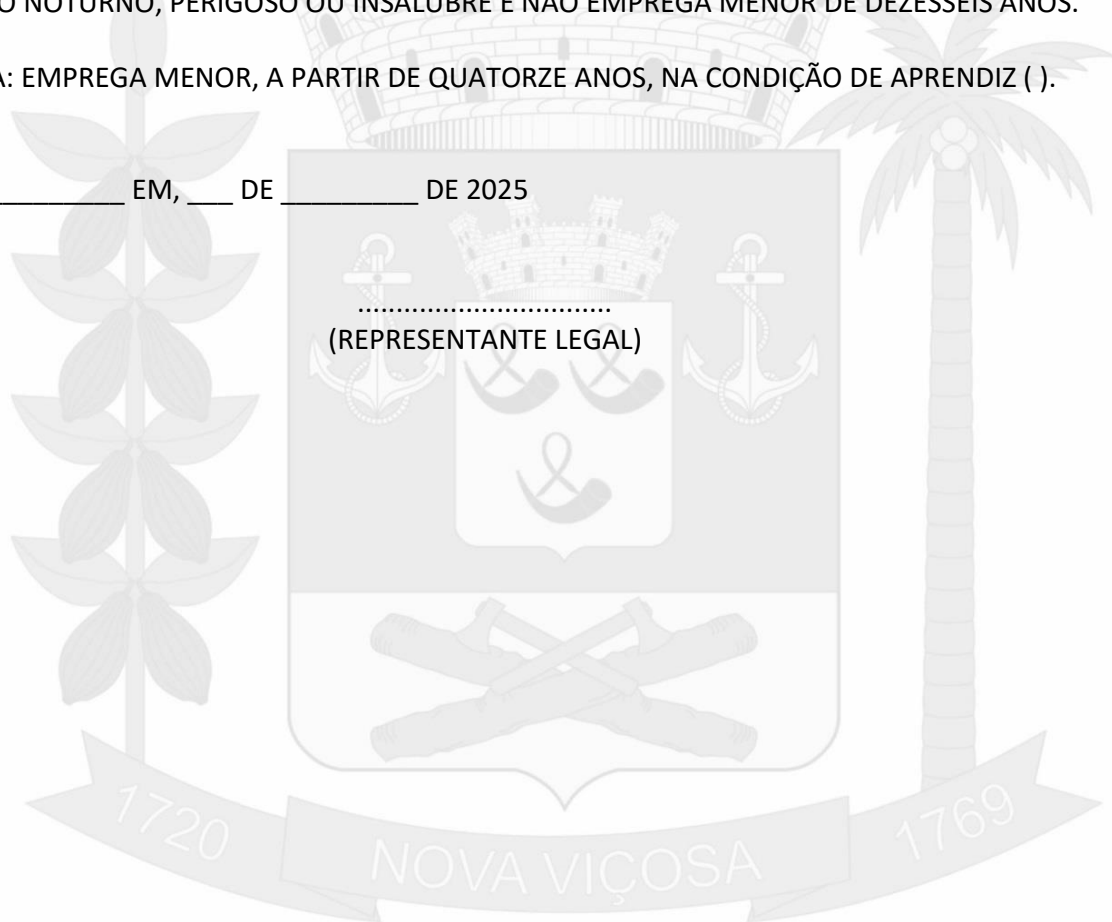 O NOTURNO, PERIGOSO OU INSALUBRE E NÃO EMPREGA MENOR DE DEZESSEIS ANOS.
A: EMPREGA MENOR, A PARTIR DE QUATORZE ANOS, NA CONDIÇÃO DE APRENDIZ ( ).
_________ EM, ___ DE _________ DE 2025
.................................
(REPRESENTANTE LEGAL)
1720 NOVA VIÇOSA 1769